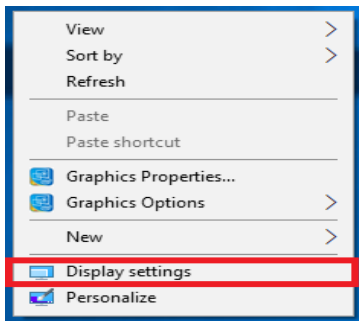 View
Sort by
Refresh
Paste
Paste shortcut
Graphics Properties...
Graphics Options
New
Display settings
Personalize